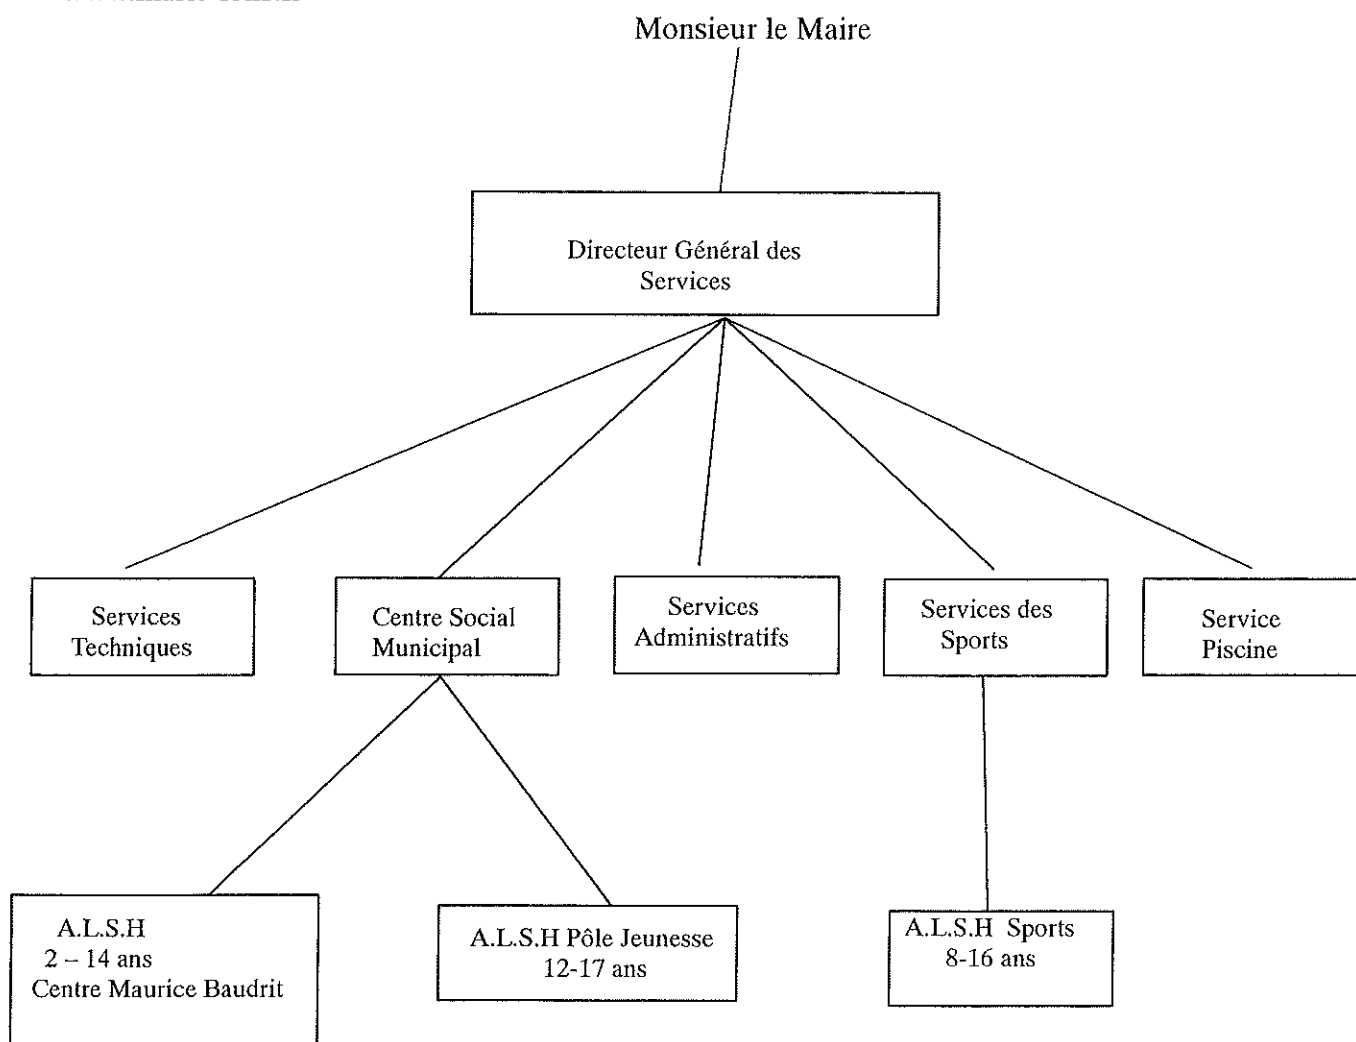 Monsieur le Maire
Directeur Général des
Services
Services
Techniques
Centre Social
Municipal
Services
Administratifs
Services des
Sports
Service
Piscine
A.L.S.H
2 – 14 ans
Centre Maurice Baudrit
A.L.S.H Pôle Jeunesse
12-17 ans
A.L.S.H Sports
8-16 ans